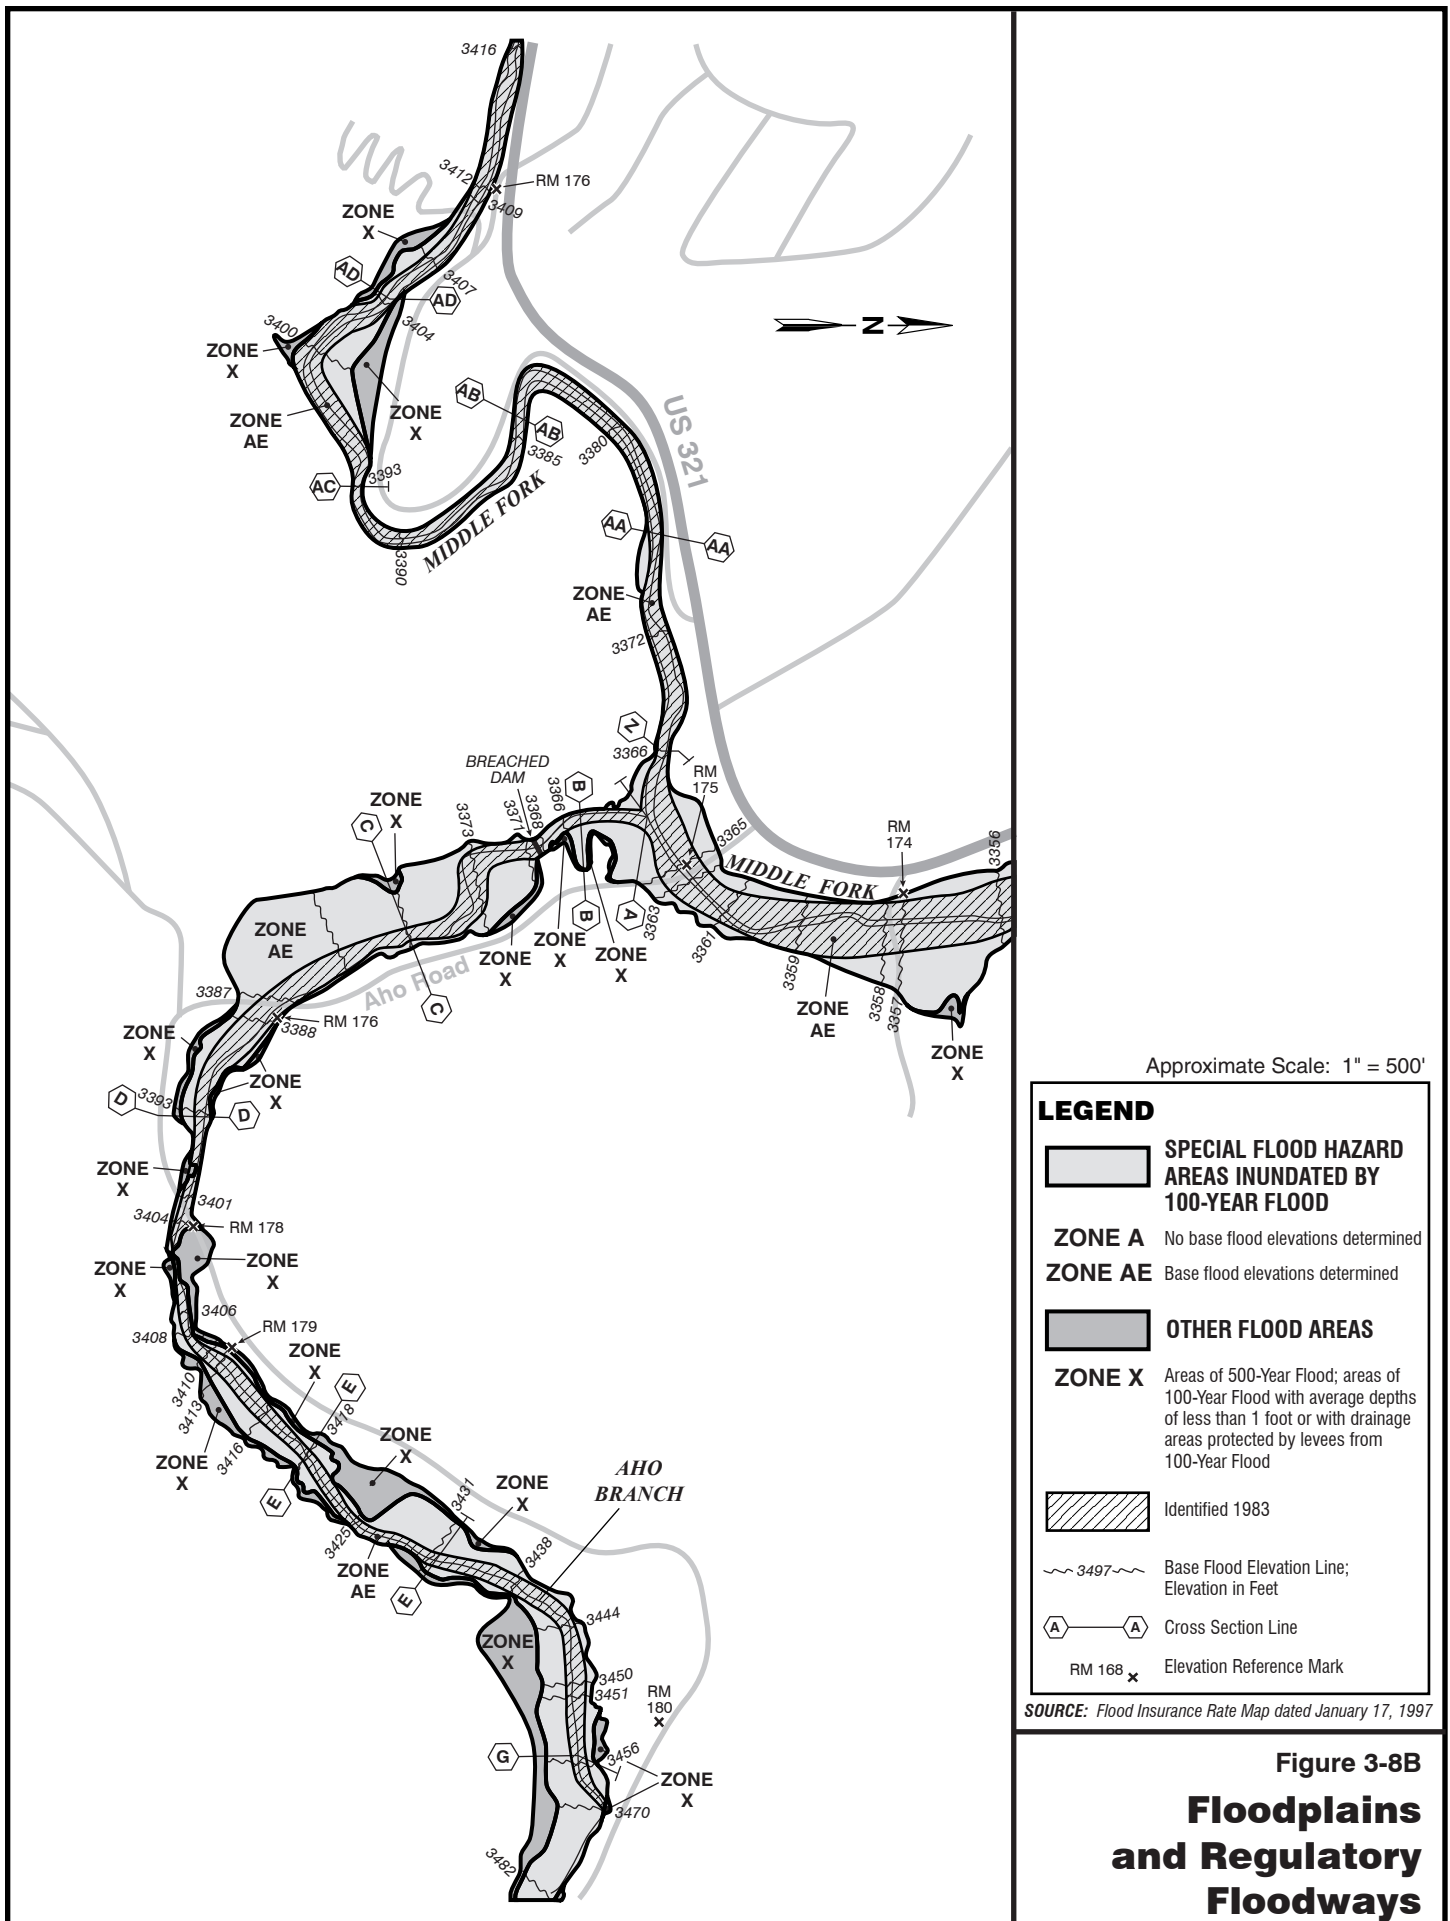 3416
3412
RM 176
3409
ZONE
X
AD
3407
AD
3400
3404
ZONE
X
ZONE
X
ZONE
AE
AB
AB
3385
3380
US 321
N
AC
3393
MIDDLE FORK
3390
AA
AA
ZONE
AE
3372
Z
3366
RM
175
BREACHED
DAM
3366
B
3368
3371
3373
ZONE
X
C
3365
RM
174
3356
MIDDLE FORK
ZONE
AE
B
A
3363
3361
ZONE
X
ZONE
X
ZONE
X
3359
3358
3357
ZONE
AE
ZONE
X
Aho Road
C
3387
RM 176
3388
ZONE
X
ZONE
X
D
3393
D
ZONE
X
3401
3404
RM 178
ZONE
X
ZONE
X
3406
3408
RM 179
ZONE
X
E
3410
3413
3418
3416
ZONE
X
ZONE
X
E
AHO
BRANCH
3431
ZONE
X
3425
3438
ZONE
AE
E
3444
ZONE
X
3450
3451
RM
180
G
3456
ZONE
X
3470
3482
Approximate Scale: 1" = 500'
LEGEND
SPECIAL FLOOD HAZARD
AREAS INUNDATED BY
100-YEAR FLOOD
ZONE A No base flood elevations determined
ZONE AE Base flood elevations determined
OTHER FLOOD AREAS
ZONE X Areas of 500-Year Flood; areas of
100-Year Flood with average depths
of less than 1 foot or with drainage
areas protected by levees from
100-Year Flood
Identified 1983
3497 Base Flood Elevation Line;
Elevation in Feet
A A Cross Section Line
RM 168 Elevation Reference Mark
SOURCE: Flood Insurance Rate Map dated January 17, 1997
Figure 3-8B
Floodplains
and Regulatory
Floodways